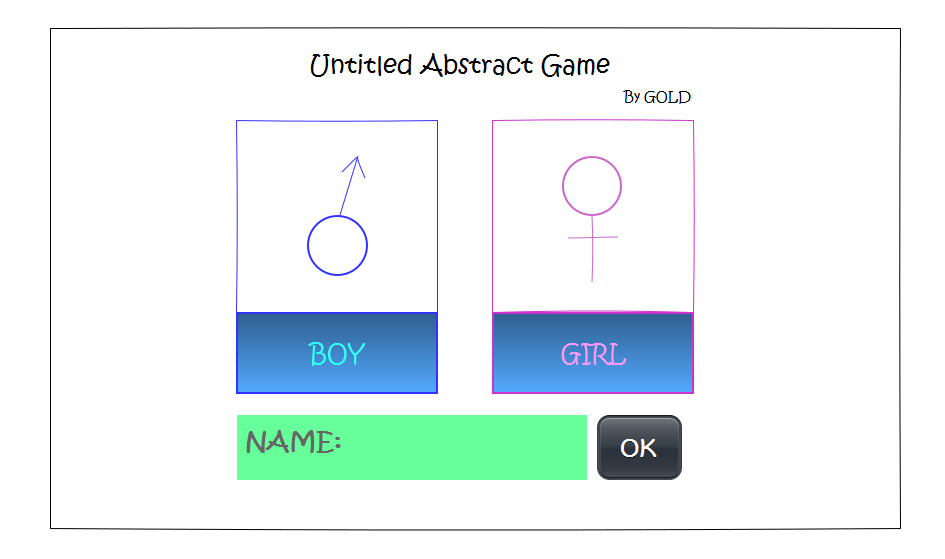 Untitled Abstract Game
By GOLD
BOY
GIRL
NAME:
OK